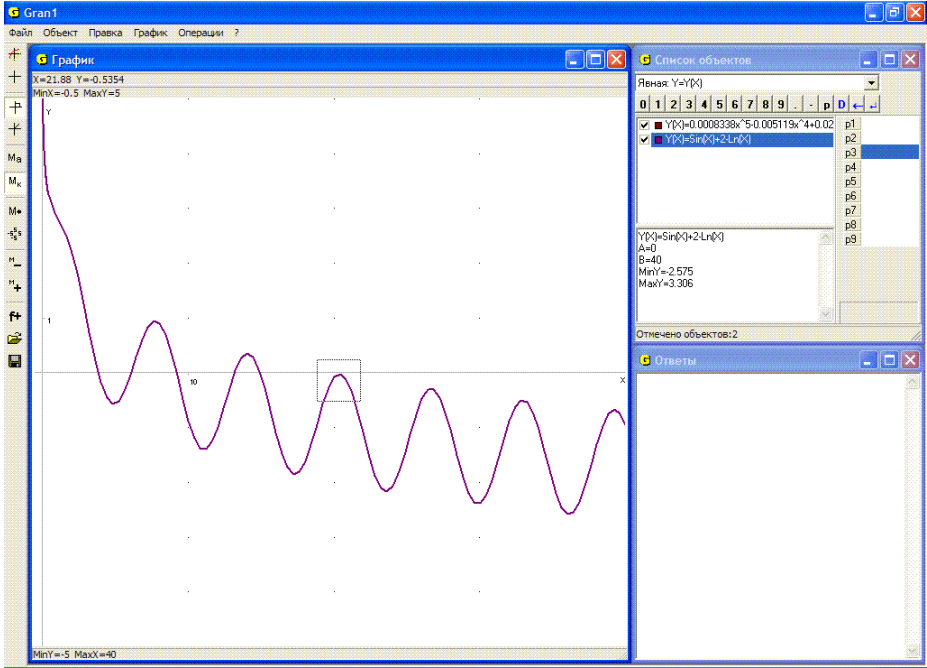 Gran1
Файл Объект Правка График Операции ?
График
X=21.88 Y=-0.5354
MinX=-0.5 MaxY=5
Y
1
10
X
MinY=-5 MaxX=40
Список объектов
Явная: Y=Y(X)
0 1 2 3 4 5 6 7 8 9 . - p D ← ↵
Y(X)=0.0008338x^5-0.005119x^4+0.02
Y(X)=Sin(X)+2-Ln(X)
p1
p2
p3
p4
p5
p6
p7
p8
p9
Y(X)=Sin(X)+2-Ln(X)
A=0
B=40
MinY=-2.575
MaxY=3.306
Отмечено объектов:2
Ответы
Ma
Mк
M•
M
M+
f+